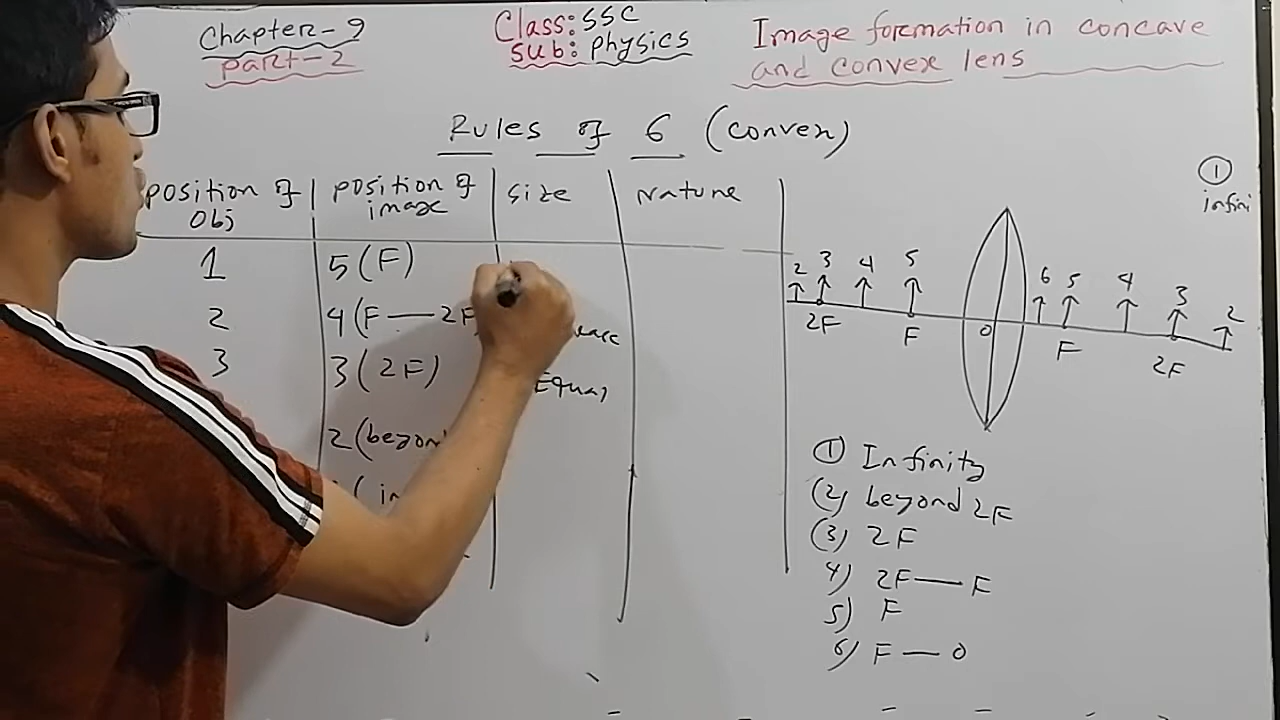 Chapter-9
part-2
Class: SSC
Sub: physics
Image formation in concave
and convex lens
Rules of 6 (convex)
position of
Obj
position of
image
size
Nature
1
5 (F)
2
4 (F — 2F
3
3 (2F)
Equal
2 (beyon
( in
2 3 4 5
2F F O
6 5 4 3 2
F 2F
①
infini
① Infinity
(2) beyond 2F
(3) 2F
4) 2F — F
5) F
6) F — O